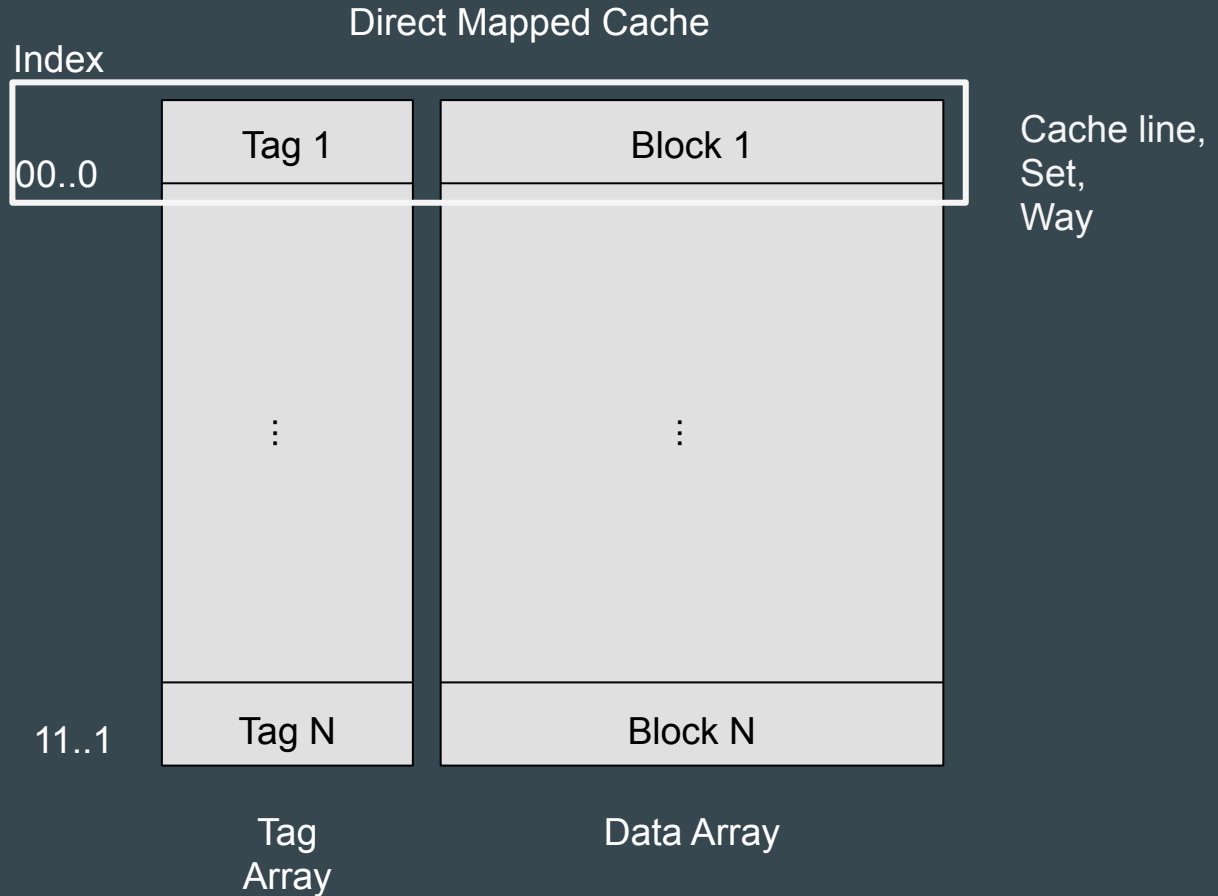 Direct Mapped Cache
Index
00..0
Tag 1
Block 1
Cache line,
Set,
Way
⋮
⋮
11..1
Tag N
Block N
Tag
Array
Data Array